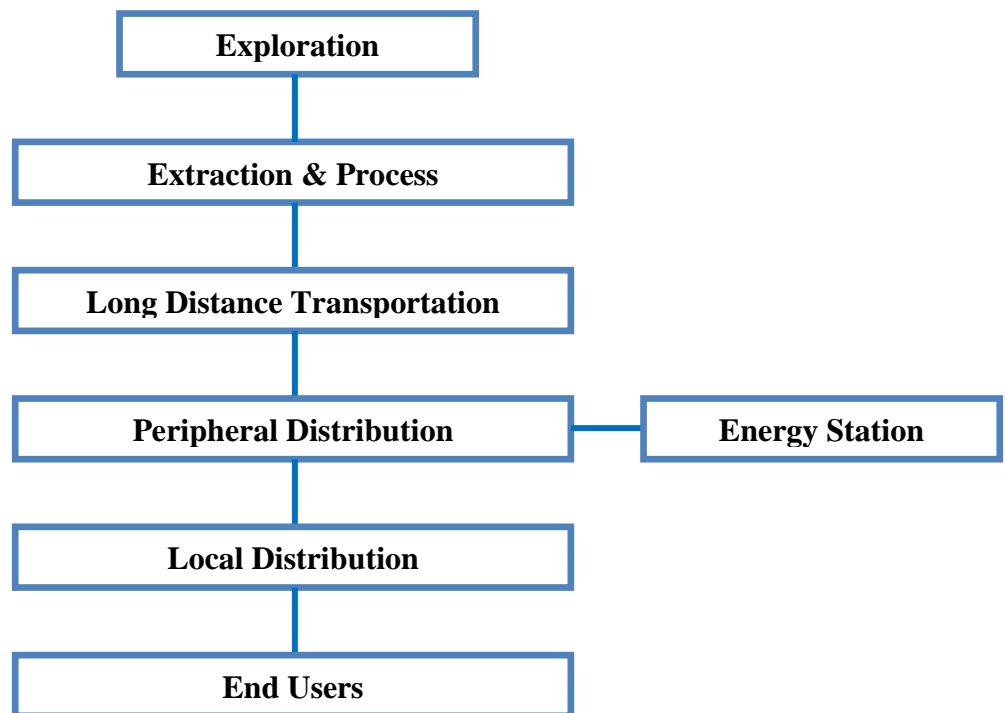 Exploration
Extraction & Process
Long Distance Transportation
Peripheral Distribution
Energy Station
Local Distribution
End Users